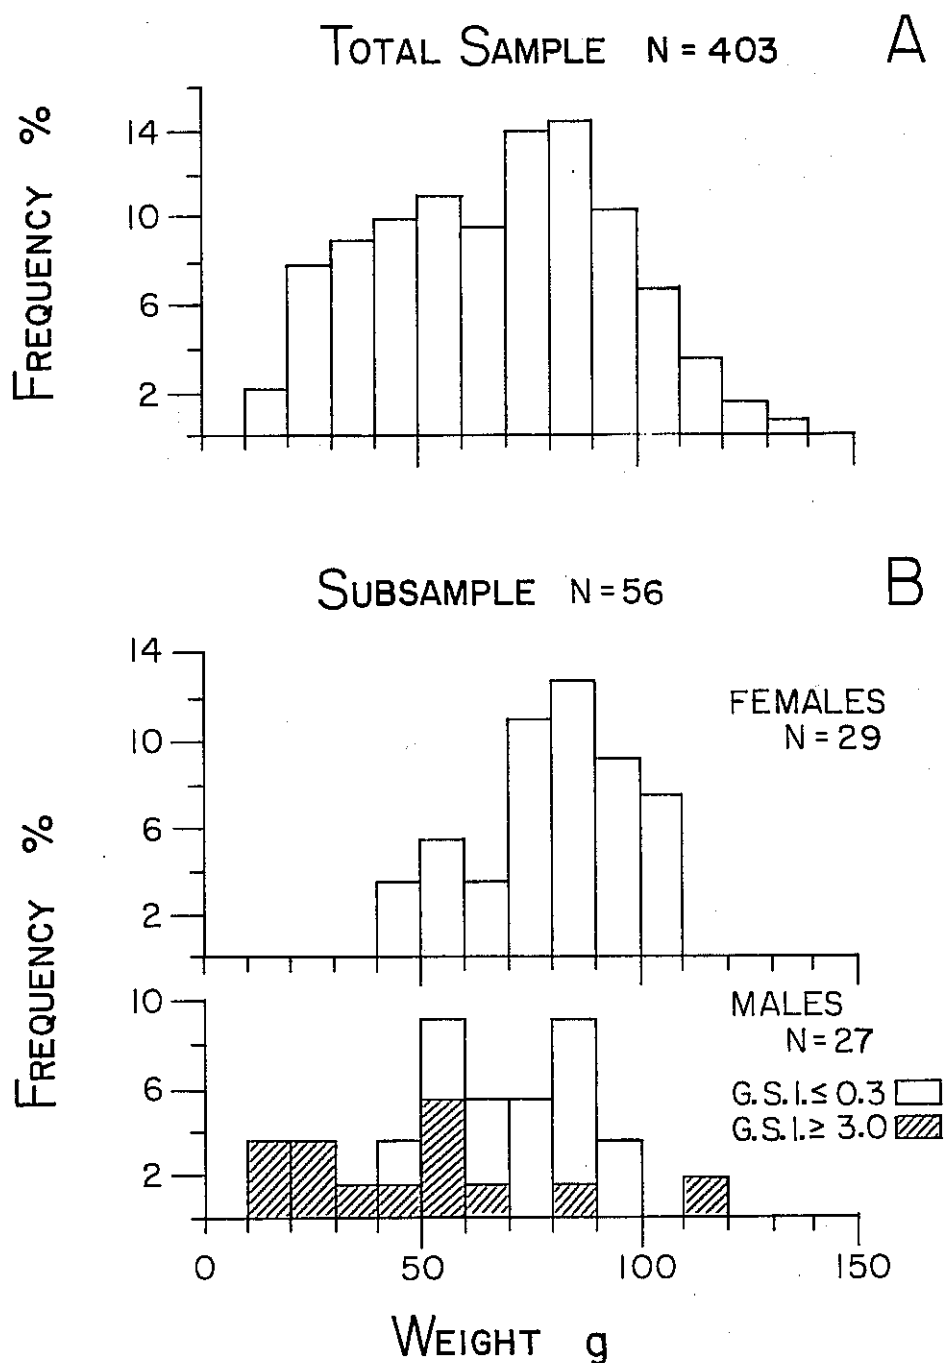 TOTAL SAMPLE N = 403
A
FREQUENCY %
14
10
6
2
SUBSAMPLE N = 56
B
FREQUENCY %
14
10
6
2
FEMALES
N = 29
10
6
2
MALES
N = 27
G.S.I. ≤ 0.3
G.S.I. ≥ 3.0
0 50 100 150
WEIGHT g